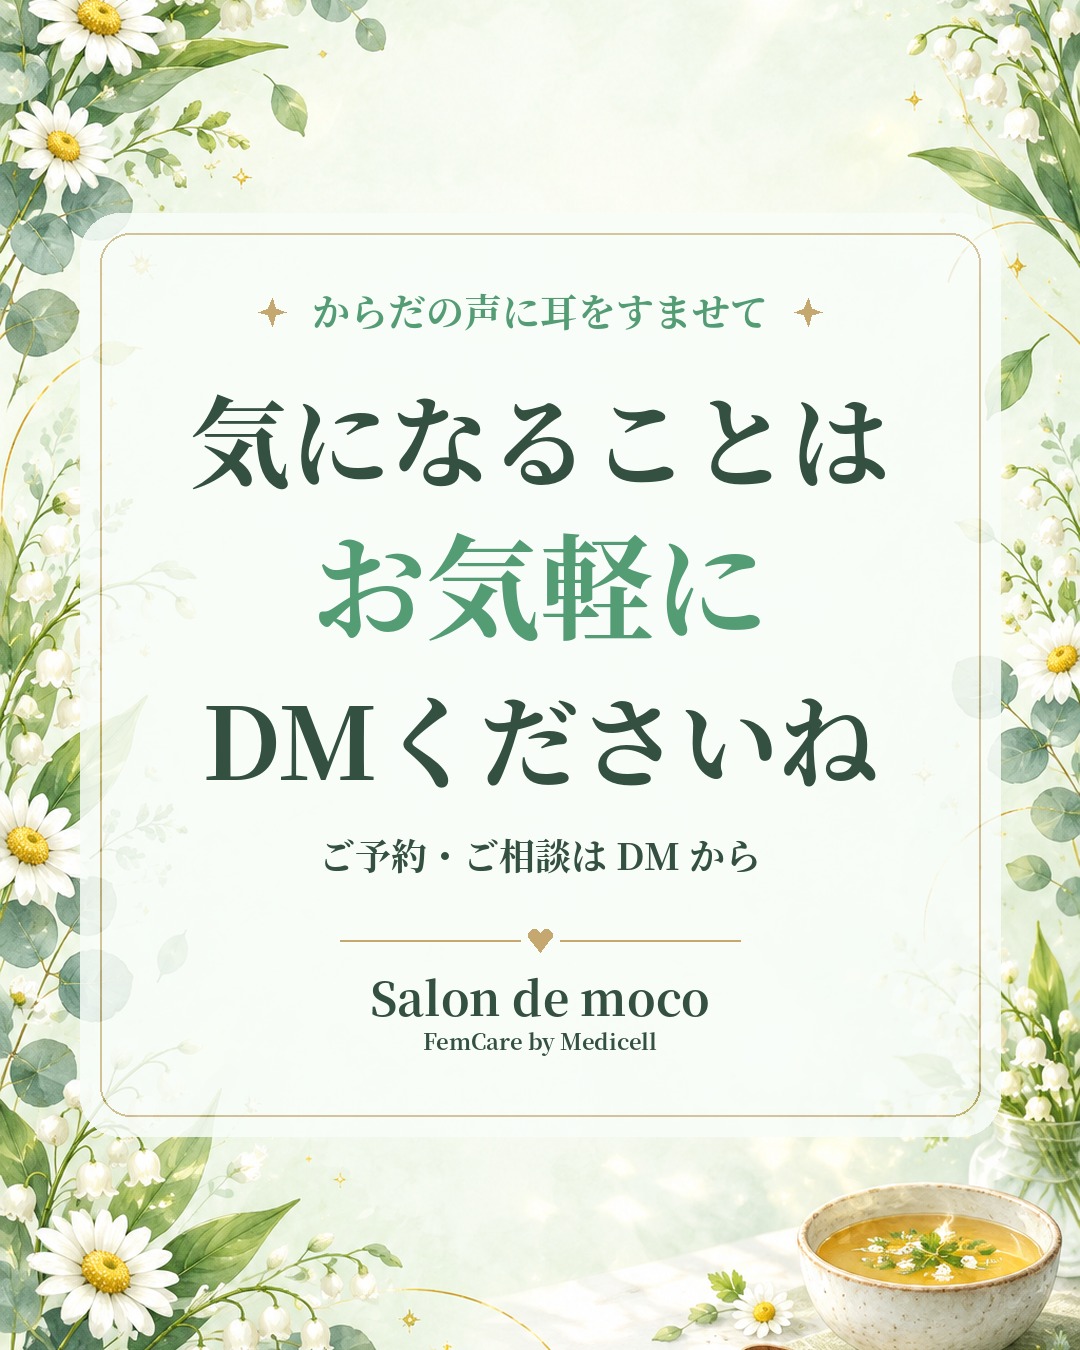 からだの声に耳をすませて
気になることは
お気軽に
DMくださいね
ご予約・ご相談は DM から
Salon de moco
FemCare by Medicell